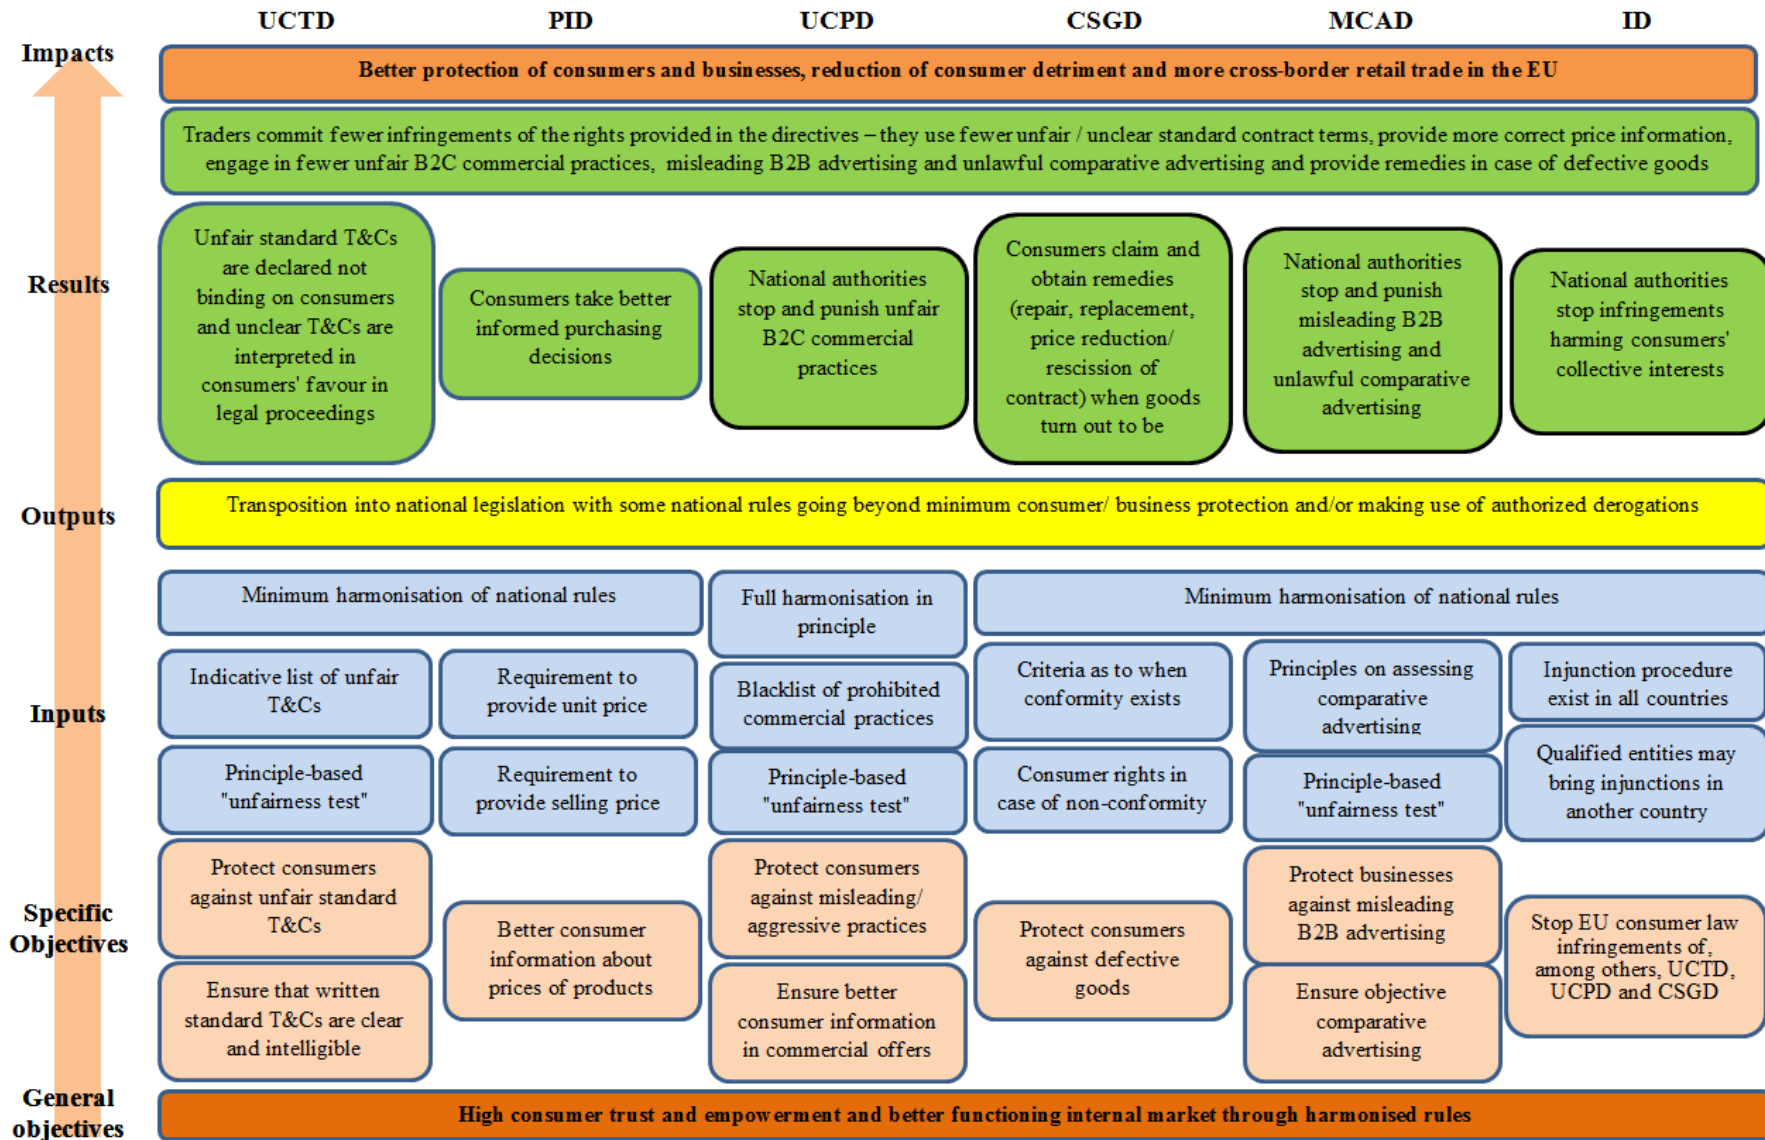 UCTD PID UCPD CSGD MCAD ID
Impacts
Better protection of consumers and businesses, reduction of consumer detriment and more cross-border retail trade in the EU
Traders commit fewer infringements of the rights provided in the directives – they use fewer unfair / unclear standard contract terms, provide more correct price information,
engage in fewer unfair B2C commercial practices, misleading B2B advertising and unlawful comparative advertising and provide remedies in case of defective goods
Results
Unfair standard T&Cs
are declared not
binding on consumers
and unclear T&Cs are
interpreted in
consumers' favour in
legal proceedings
Consumers take better
informed purchasing
decisions
National authorities
stop and punish unfair
B2C commercial
practices
Consumers claim and
obtain remedies
(repair, replacement,
price reduction/
rescission of
contract) when goods
turn out to be
National authorities
stop and punish
misleading B2B
advertising and
unlawful comparative
advertising
National authorities
stop infringements
harming consumers'
collective interests
Outputs
Transposition into national legislation with some national rules going beyond minimum consumer/ business protection and/or making use of authorized derogations
Inputs
Minimum harmonisation of national rules
Full harmonisation in
principle
Minimum harmonisation of national rules
Indicative list of unfair
T&Cs
Requirement to
provide unit price
Blacklist of prohibited
commercial practices
Criteria as to when
conformity exists
Principles on assessing
comparative
advertising
Injunction procedure
exist in all countries
Principle-based
"unfairness test"
Requirement to
provide selling price
Principle-based
"unfairness test"
Consumer rights in
case of non-conformity
Principle-based
"unfairness test"
Qualified entities may
bring injunctions in
another country
Specific
Objectives
Protect consumers
against unfair standard
T&Cs
Ensure that written
standard T&Cs are clear
and intelligible
Better consumer
information about
prices of products
Protect consumers
against misleading/
aggressive practices
Ensure better
consumer information
in commercial offers
Protect consumers
against defective
goods
Protect businesses
against misleading
B2B advertising
Ensure objective
comparative
advertising
Stop EU consumer law
infringements of,
among others, UCTD,
UCPD and CSGD
General
objectives
High consumer trust and empowerment and better functioning internal market through harmonised rules